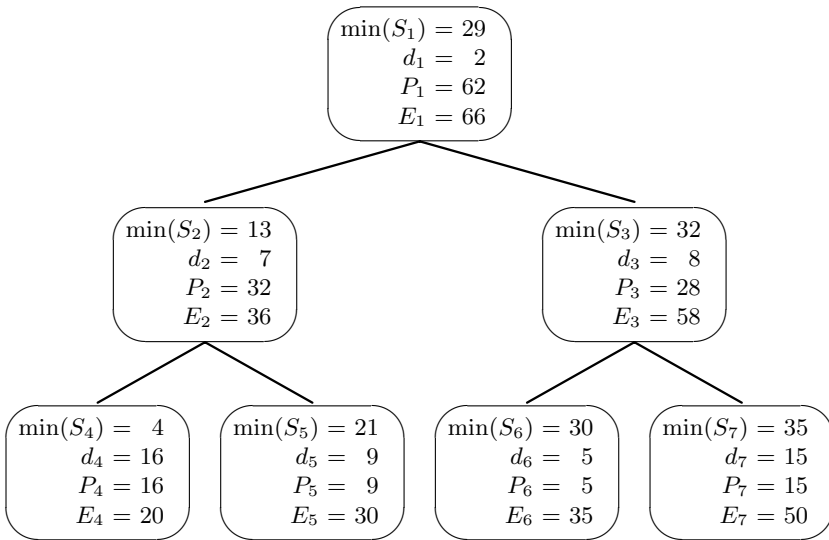 min(S₁) = 29
d₁ = 2
P₁ = 62
E₁ = 66
min(S₂) = 13
d₂ = 7
P₂ = 32
E₂ = 36
min(S₃) = 32
d₃ = 8
P₃ = 28
E₃ = 58
min(S₄) = 4
d₄ = 16
P₄ = 16
E₄ = 20
min(S₅) = 21
d₅ = 9
P₅ = 9
E₅ = 30
min(S₆) = 30
d₆ = 5
P₆ = 5
E₆ = 35
min(S₇) = 35
d₇ = 15
P₇ = 15
E₇ = 50